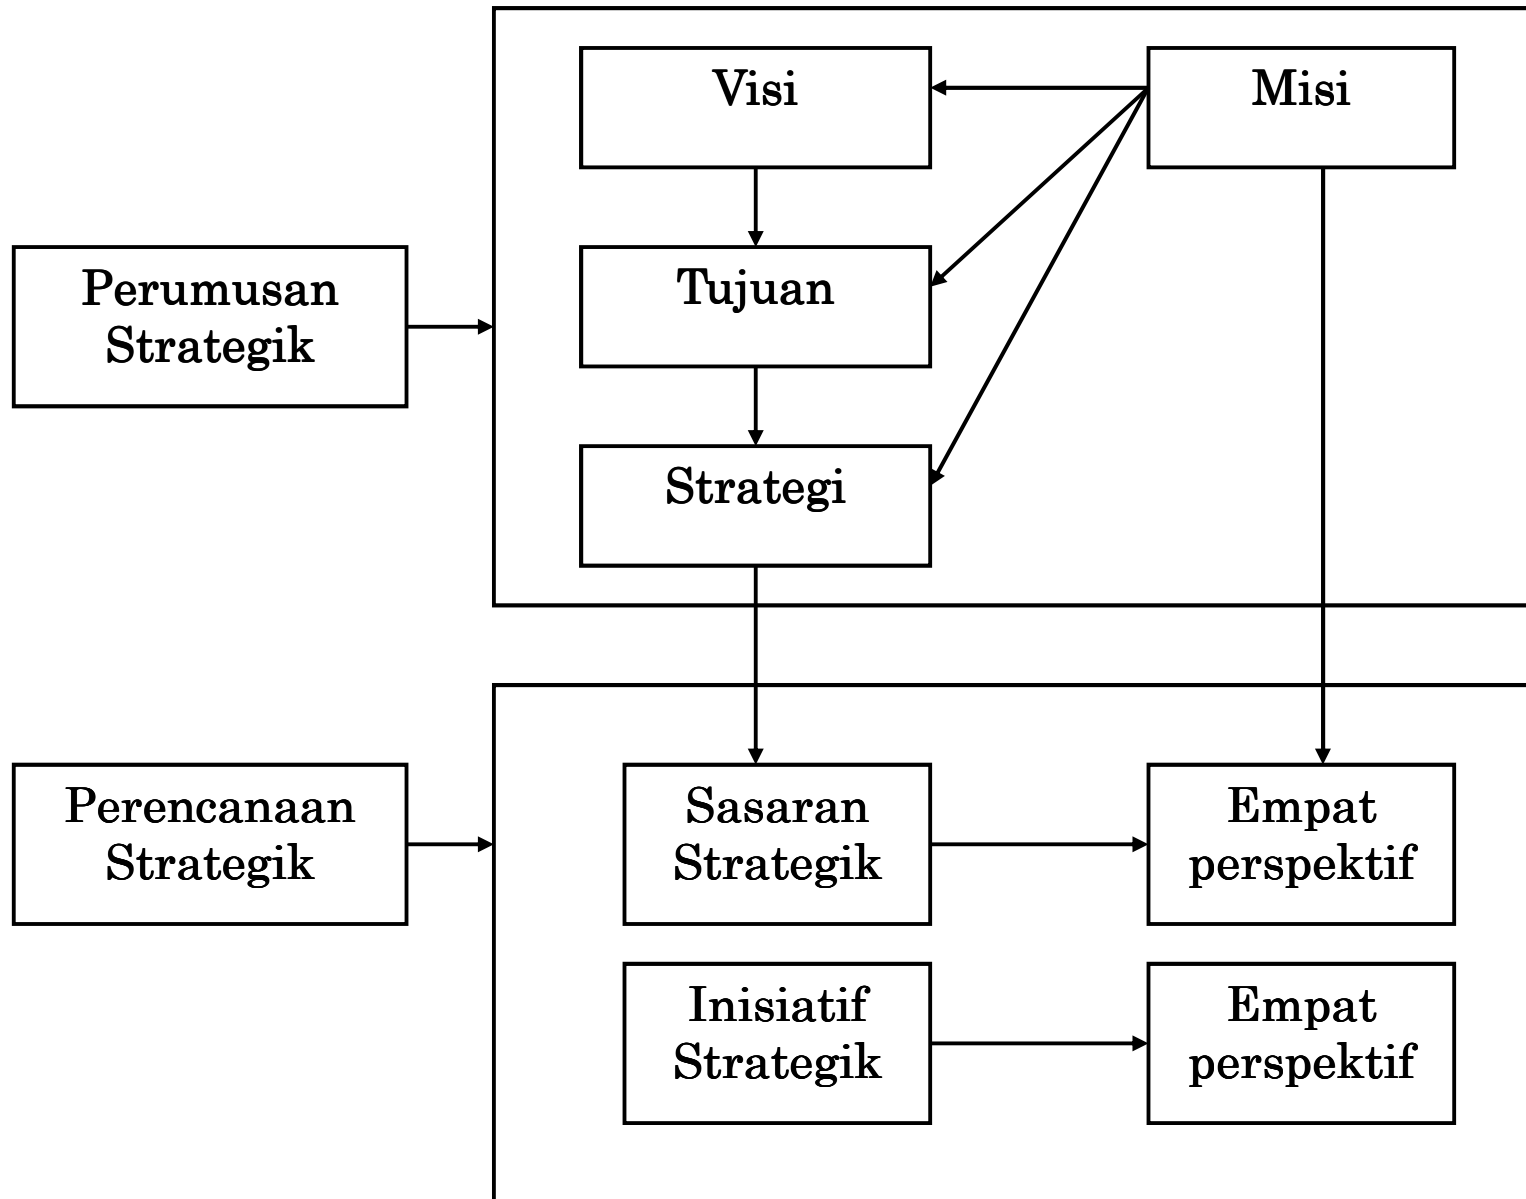 Visi
Misi
Perumusan
Strategik
Tujuan
Strategi
Perencanaan
Strategik
Sasaran
Strategik
Empat
perspektif
Inisiatif
Strategik
Empat
perspektif